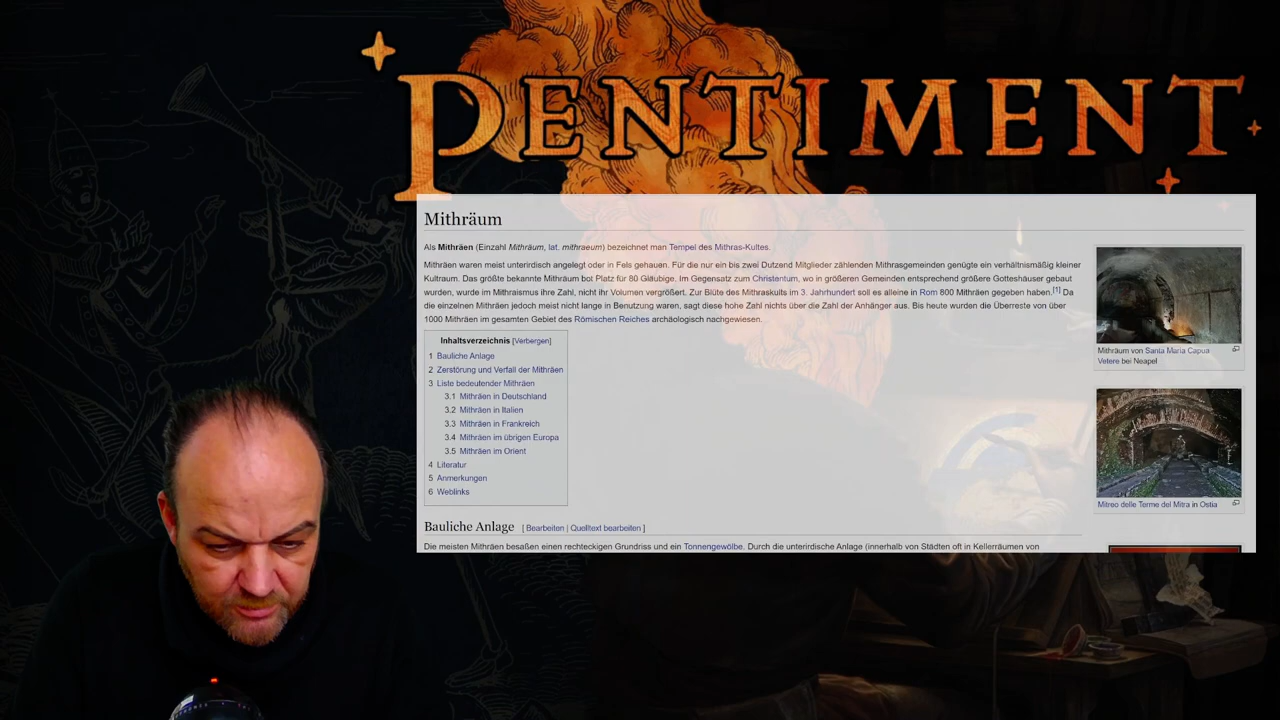 PENTIMENT
Mithräum
Als Mithräen (Einzahl Mithräum, lat. mithraeum) bezeichnet man Tempel des Mithras-Kultes.
Mithräen waren meist unterirdisch angelegt oder in Fels gehauen. Für die nur ein bis zwei Dutzend Mitglieder zählenden Mithrasgemeinden genügte ein verhältnismäßig kleiner
Kultraum. Das größte bekannte Mithräum bot Platz für 80 Gläubige. Im Gegensatz zum Christentum, wo in größeren Gemeinden entsprechend größere Gotteshäuser gebaut
wurden, wurde im Mithraismus ihre Zahl, nicht ihr Volumen vergrößert. Zur Blüte des Mithraskults im 3. Jahrhundert soll es alleine in Rom 800 Mithräen gegeben haben.[1] Da
die einzelnen Mithräen jedoch meist nicht lange in Benutzung waren, sagt diese hohe Zahl nichts über die Zahl der Anhänger aus. Bis heute wurden die Überreste von über
1000 Mithräen im gesamten Gebiet des Römischen Reiches archäologisch nachgewiesen.
Inhaltsverzeichnis [Verbergen]
1 Bauliche Anlage
2 Zerstörung und Verfall der Mithräen
3 Liste bedeutender Mithräen
3.1 Mithräen in Deutschland
3.2 Mithräen in Italien
3.3 Mithräen in Frankreich
3.4 Mithräen im übrigen Europa
3.5 Mithräen im Orient
4 Literatur
5 Anmerkungen
6 Weblinks
Mithräum von Santa Maria Capua
Vetere bei Neapel
Mitreo delle Terme del Mitra in Ostia
Bauliche Anlage [ Bearbeiten | Quelltext bearbeiten ]
Die meisten Mithräen besaßen einen rechteckigen Grundriss und ein Tonnengewölbe. Durch die unterirdische Anlage (innerhalb von Städten oft in Kellerräumen von